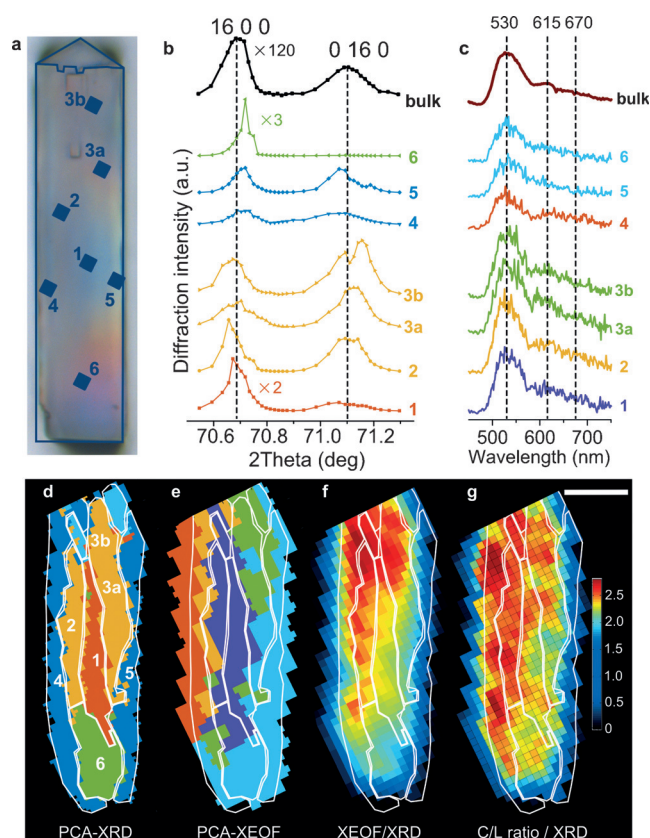 a
3b
3a
2
1
4
5
6
b
16 0 0
0 16 0
×120
bulk
×3
6
5
4
3b
3a
2
×2
1
Diffraction intensity (a.u.)
70.6 70.8 71.0 71.2
2Theta (deg)
c
530 615 670
bulk
6
5
4
3b
3a
2
1
500 600 700
Wavelength (nm)
d
3b
3a
2
1
4
5
6
PCA-XRD
e
PCA-XEOF
f
XEOF/XRD
g
2.5
2.0
1.5
1.0
0.5
0
C/L ratio / XRD